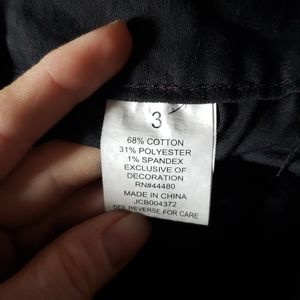 3
68% COTTON
31% POLYESTER
1% SPANDEX
EXCLUSIVE OF
DECORATION
RN#44480
MADE IN CHINA
JCB004372
SEE REVERSE FOR CARE